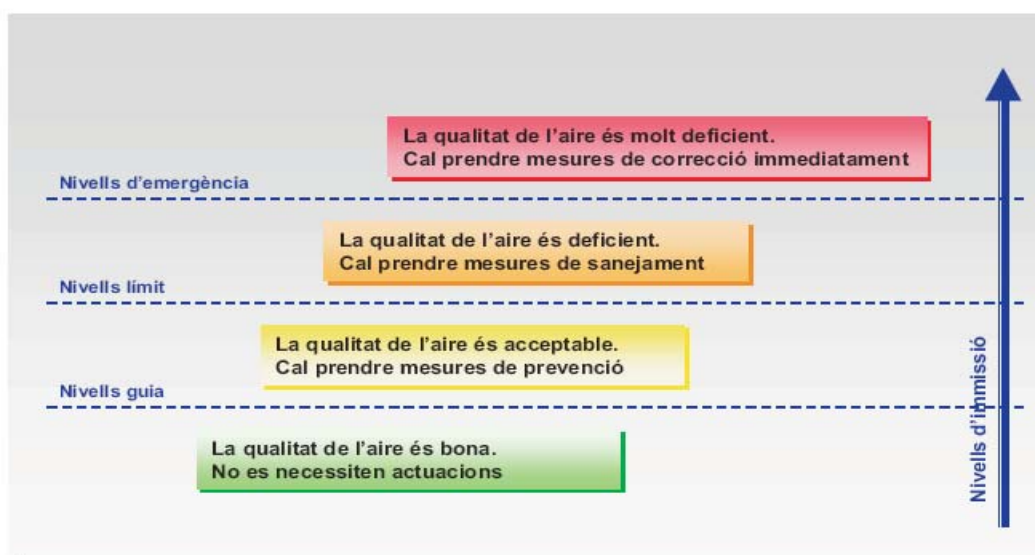 La qualitat de l'aire és molt deficient.
Cal prendre mesures de correcció immediatament
Nivells d'emergència
La qualitat de l'aire és deficient.
Cal prendre mesures de sanejament
Nivells límit
La qualitat de l'aire és acceptable.
Cal prendre mesures de prevenció
Nivells guia
La qualitat de l'aire és bona.
No es necessiten actuacions
Nivells d'immissió